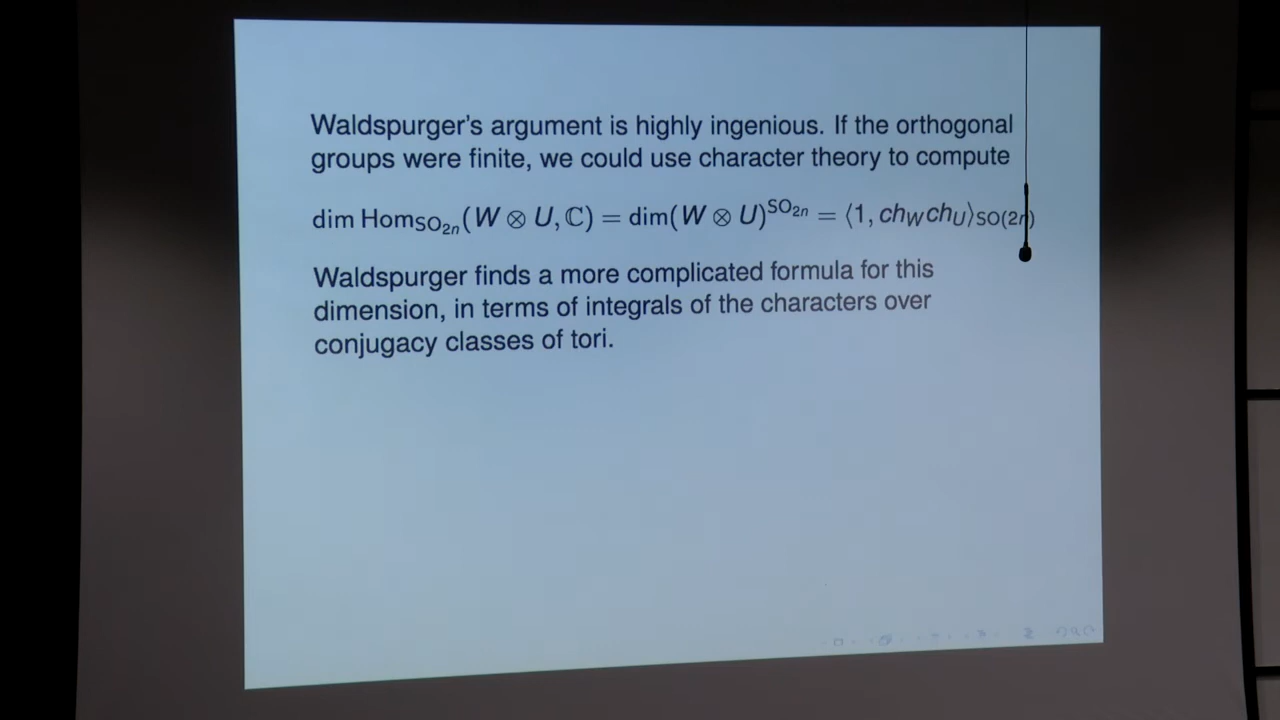 Waldspurger's argument is highly ingenious. If the orthogonal
groups were finite, we could use character theory to compute
dim Hom_{SO_{2n}}(W ⊗ U, ℂ) = dim(W ⊗ U)^{SO_{2n}} = ⟨1, ch_W ch_U⟩_{SO(2n)}
Waldspurger finds a more complicated formula for this
dimension, in terms of integrals of the characters over
conjugacy classes of tori.